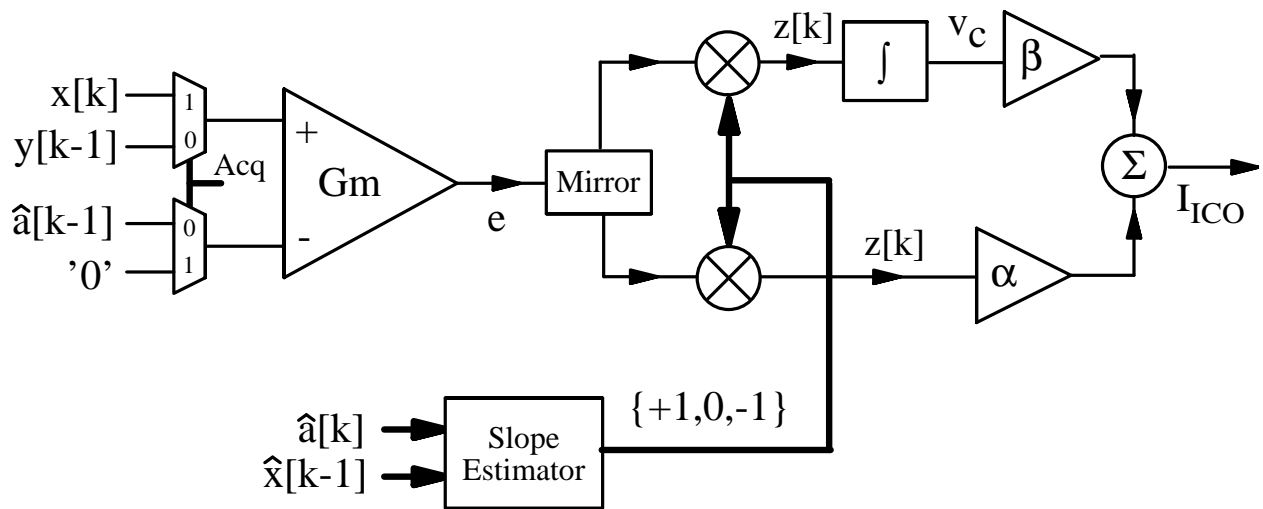 x[k]
1
y[k-1]
0
Acq
â[k-1]
0
'0'
1
+
Gm
-
e
Mirror
z[k]
∫
v_C
β
Σ
I_ICO
z[k]
α
{+1,0,-1}
â[k]
x̂[k-1]
Slope
Estimator